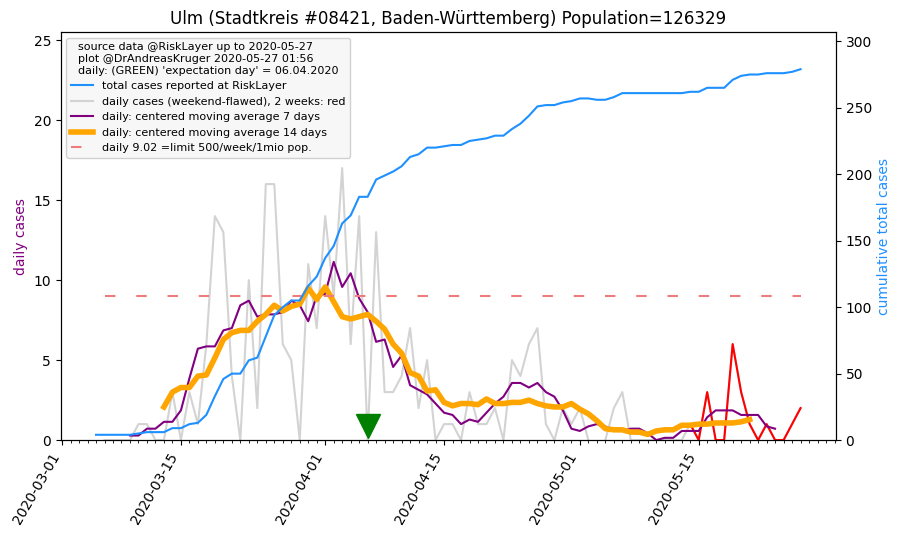 Ulm (Stadtkreis #08421, Baden-Württemberg) Population=126329
source data @RiskLayer up to 2020-05-27
plot @DrAndreasKruger 2020-05-27 01:56
daily: (GREEN) 'expectation day' = 06.04.2020
total cases reported at RiskLayer
daily cases (weekend-flawed), 2 weeks: red
daily: centered moving average 7 days
daily: centered moving average 14 days
daily 9.02 =limit 500/week/1mio pop.
daily cases
25
20
15
10
5
0
300
250
200
150
100
50
0
cumulative total cases
2020-03-01
2020-03-15
2020-04-01
2020-04-15
2020-05-01
2020-05-15